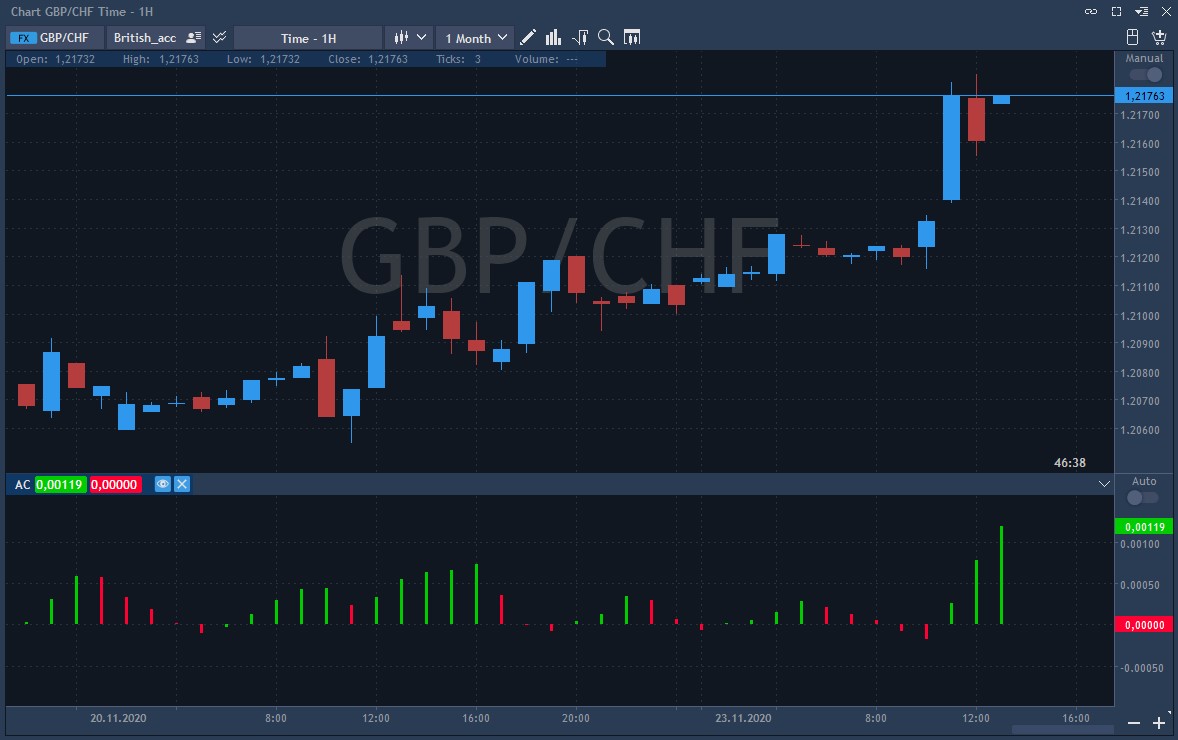 Chart GBP/CHF Time - 1H
FX GBP/CHF British_acc Time - 1H 1 Month
Open: 1,21732 High: 1,21763 Low: 1,21732 Close: 1,21763 Ticks: 3 Volume: ---
Manual
1,21763
1.21700
1.21600
1.21500
1.21400
1.21300
GBP/CHF
1.21200
1.21100
1.21000
1.20900
1.20800
1.20700
1.20600
46:38
AC 0,00119 0,00000
Auto
0,00119
0.00100
0.00050
0,00000
-0.00050
20.11.2020 8:00 12:00 16:00 20:00 23.11.2020 8:00 12:00 16:00